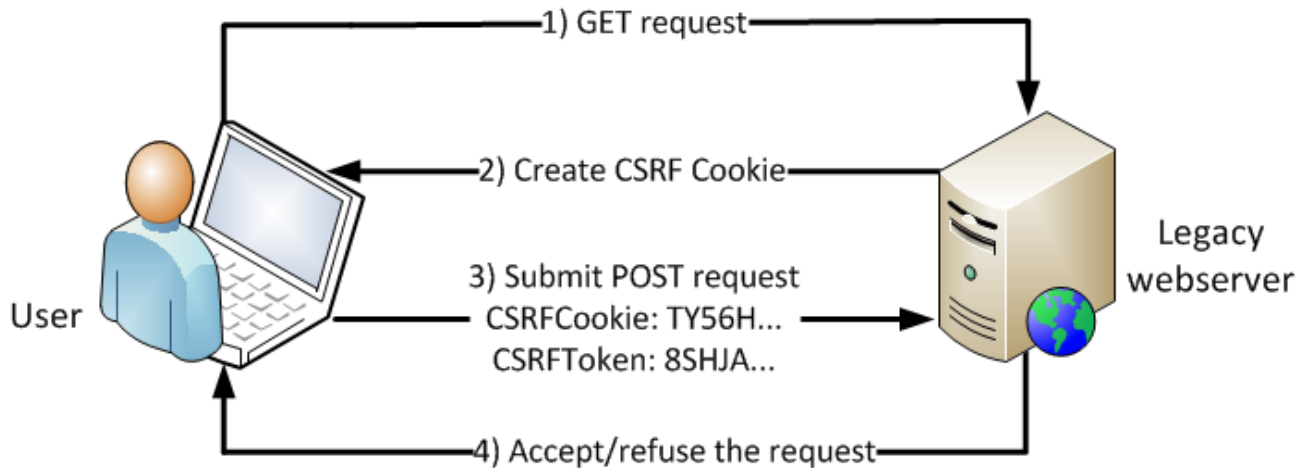 1) GET request
2) Create CSRF Cookie
3) Submit POST request
CSRFCookie: TY56H...
CSRFToken: 8SHJA...
4) Accept/refuse the request
User
Legacy
webserver